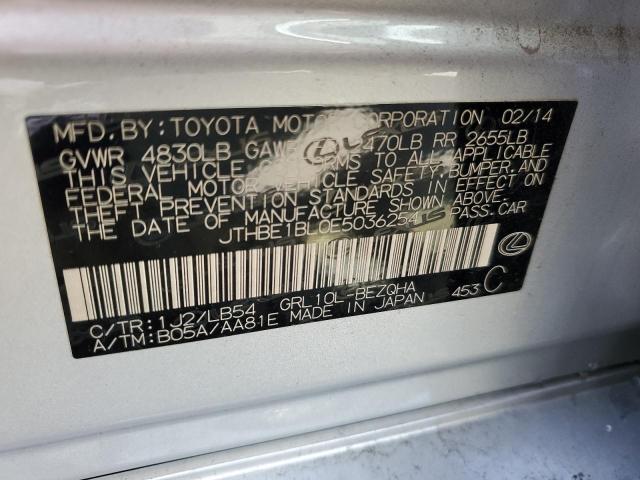 MFD. BY: TOYOTA MOTOR CORPORATION 02/14
GVWR 4830LB GAWR 470LB RR 2655LB
THIS VEHICLE CONFORMS TO ALL APPLICABLE
FEDERAL MOTOR VEHICLE SAFETY, BUMPER, AND
THEFT PREVENTION STANDARDS IN EFFECT ON
THE DATE OF MANUFACTURE
JTHBE1BL0E5036254 PASS. CAR
C/TR: 1J2/LB54 GRL10L-BEZQHA 453 C
A/TM: B05A/AA81E MADE IN JAPAN